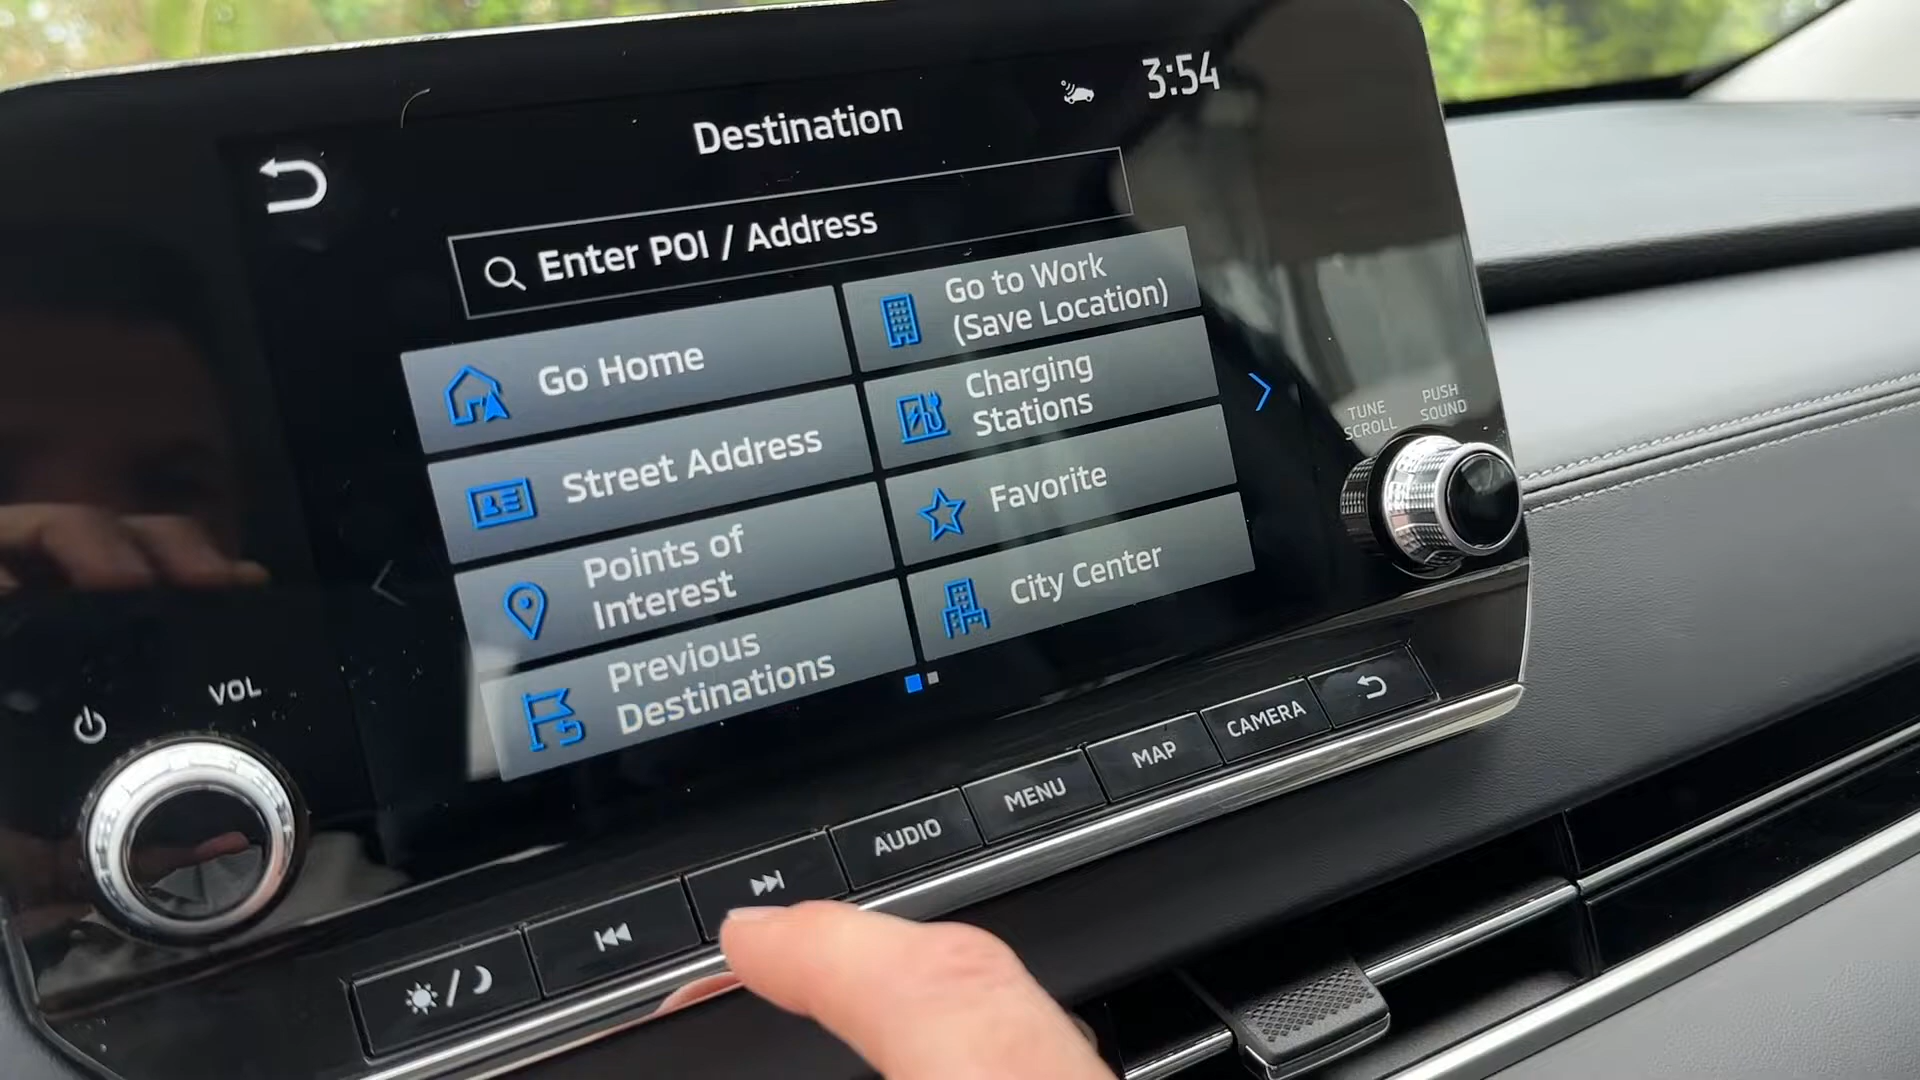 3:54
Destination
Enter POI / Address
Go Home
Go to Work
(Save Location)
Street Address
Charging
Stations
Points of
Interest
Favorite
Previous
Destinations
City Center
TUNE
SCROLL
PUSH
SOUND
VOL
AUDIO
MENU
MAP
CAMERA